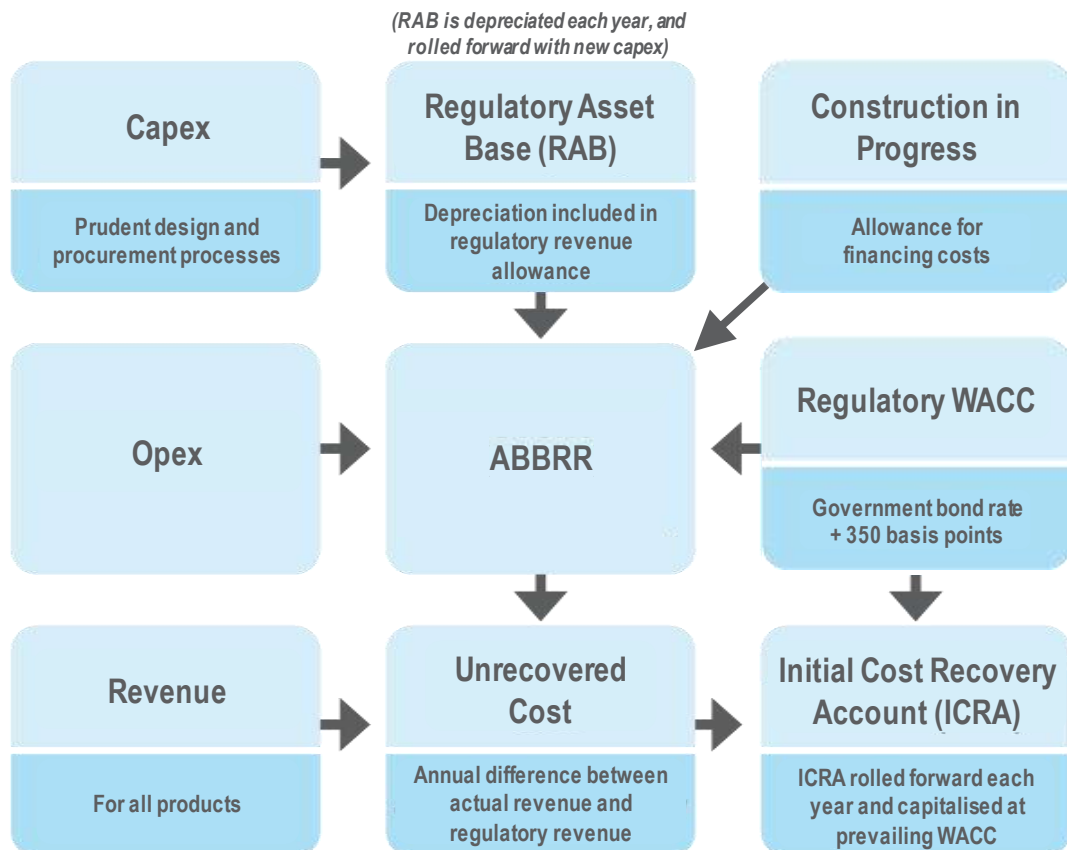 (RAB is depreciated each year, and
rolled forward with new capex)
Capex
Prudent design and
procurement processes
Regulatory Asset
Base (RAB)
Depreciation included in
regulatory revenue
allowance
Construction in
Progress
Allowance for
financing costs
Opex
ABBRR
Regulatory WACC
Government bond rate
+ 350 basis points
Revenue
For all products
Unrecovered
Cost
Annual difference between
actual revenue and
regulatory revenue
Initial Cost Recovery
Account (ICRA)
ICRA rolled forward each
year and capitalised at
prevailing WACC